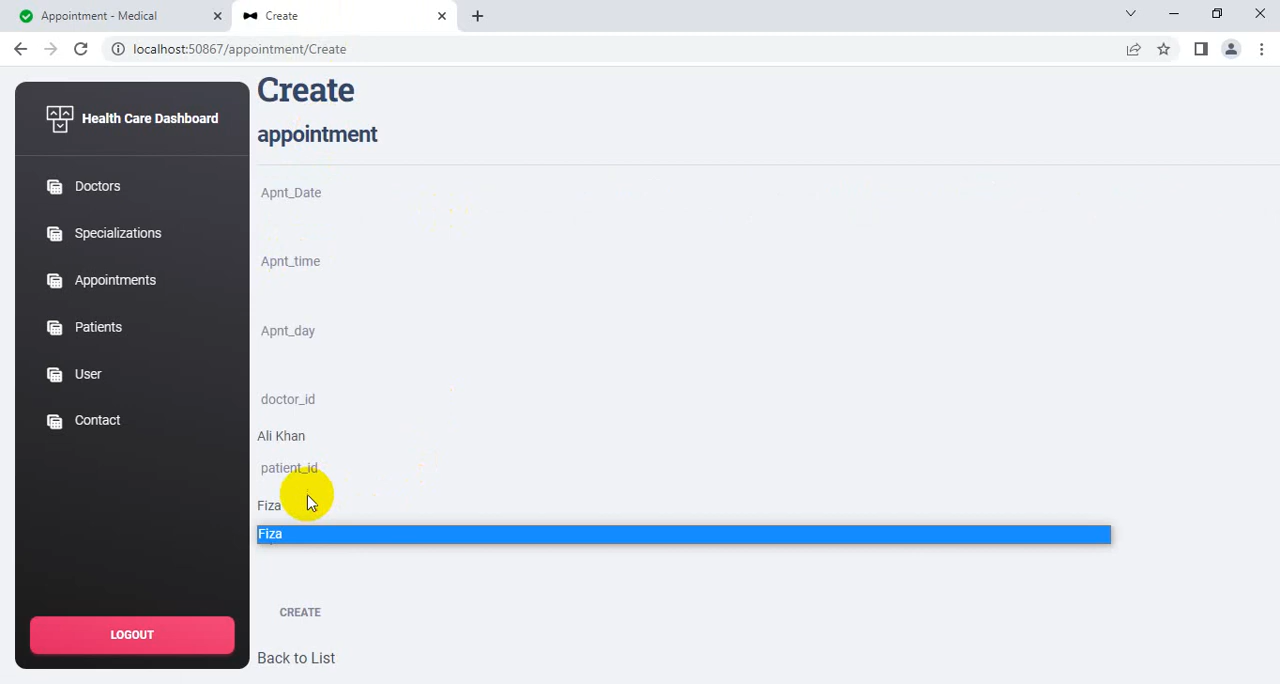 Appointment - Medical
Create
localhost:50867/appointment/Create
Health Care Dashboard
Doctors
Specializations
Appointments
Patients
User
Contact
LOGOUT
Create
appointment
Apnt_Date
Apnt_time
Apnt_day
doctor_id
Ali Khan
patient_id
Fiza
Fiza
CREATE
Back to List